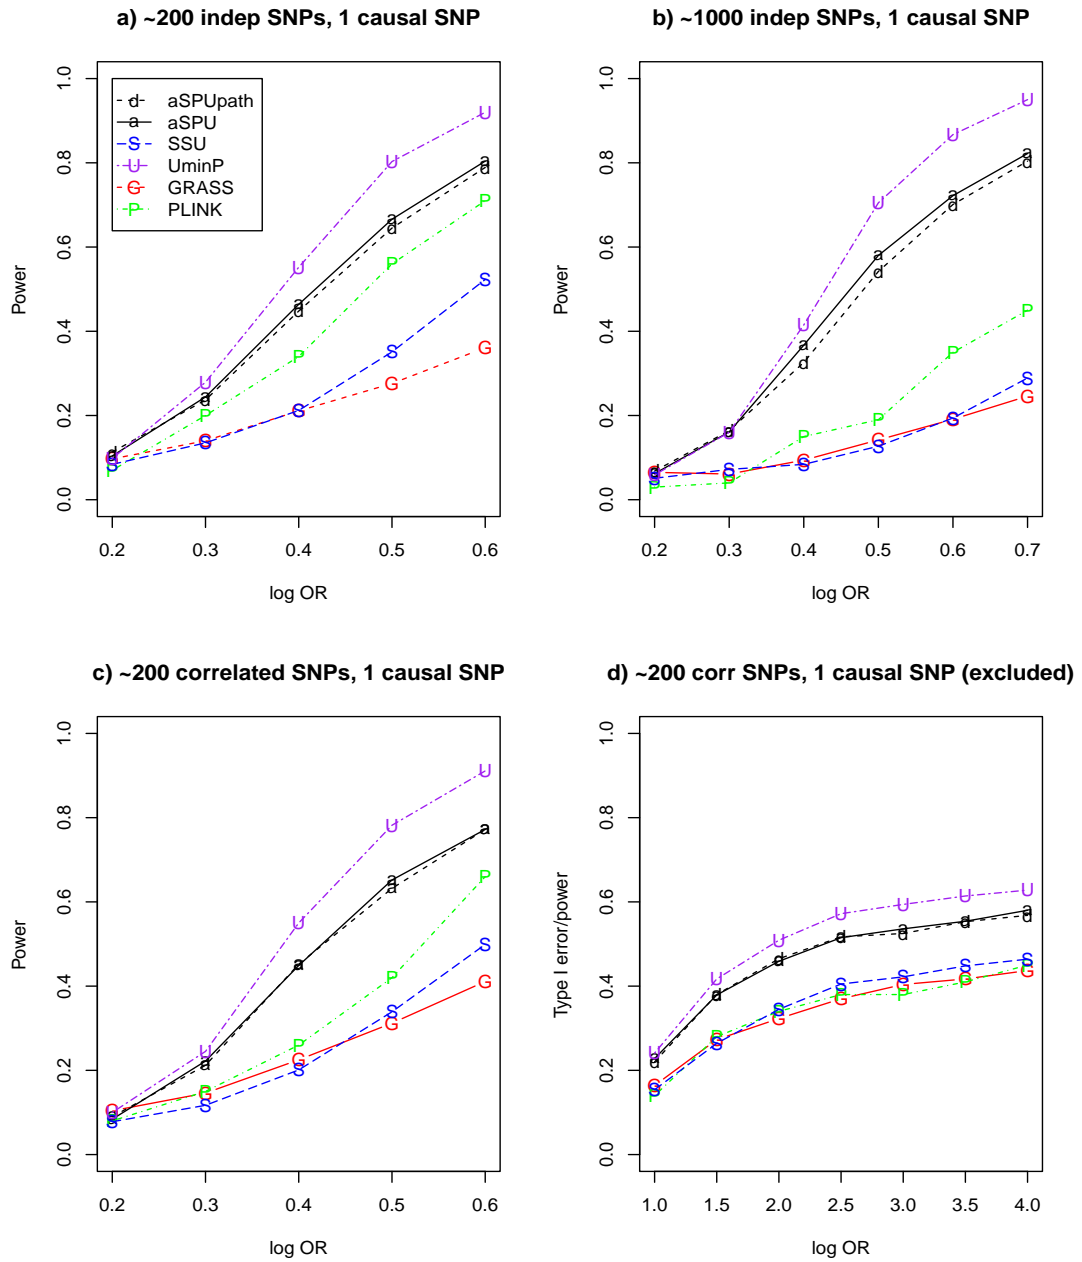 a) ~200 indep SNPs, 1 causal SNP
Power
1.0
0.8
0.6
0.4
0.2
0.0
d aSPUpath
a aSPU
S SSU
U UminP
G GRASS
P PLINK
0.2 0.3 0.4 0.5 0.6
log OR
b) ~1000 indep SNPs, 1 causal SNP
Power
1.0
0.8
0.6
0.4
0.2
0.0
0.2 0.3 0.4 0.5 0.6 0.7
log OR
c) ~200 correlated SNPs, 1 causal SNP
Power
1.0
0.8
0.6
0.4
0.2
0.0
0.2 0.3 0.4 0.5 0.6
log OR
d) ~200 corr SNPs, 1 causal SNP (excluded)
Type I error/power
1.0
0.8
0.6
0.4
0.2
0.0
1.0 1.5 2.0 2.5 3.0 3.5 4.0
log OR